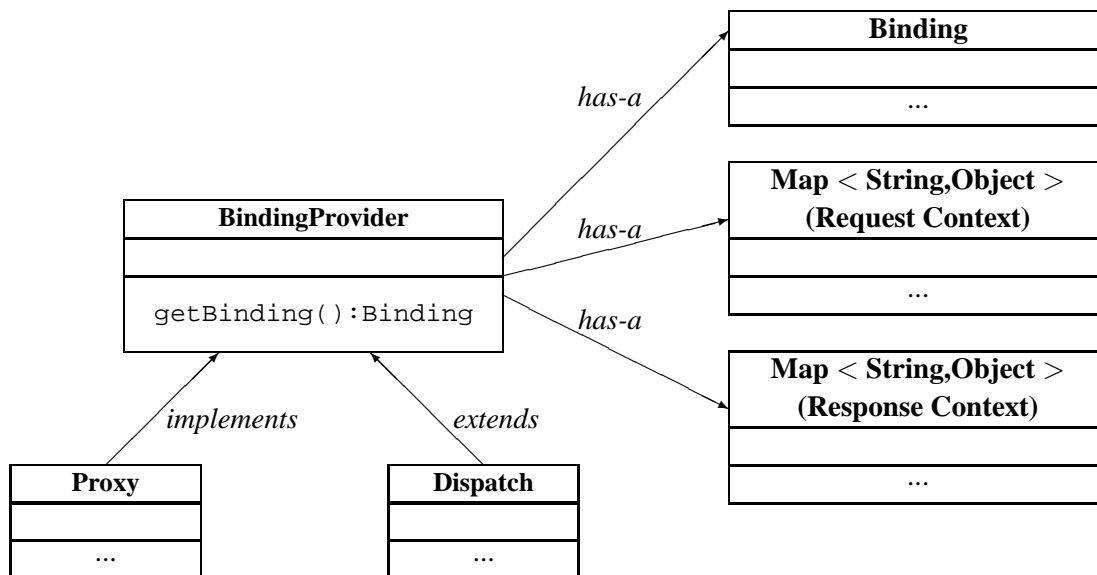 Binding
...
has-a
Map < String,Object >
(Request Context)
...
BindingProvider
getBinding():Binding
has-a
has-a
Map < String,Object >
(Response Context)
...
implements
extends
Proxy
...
Dispatch
...